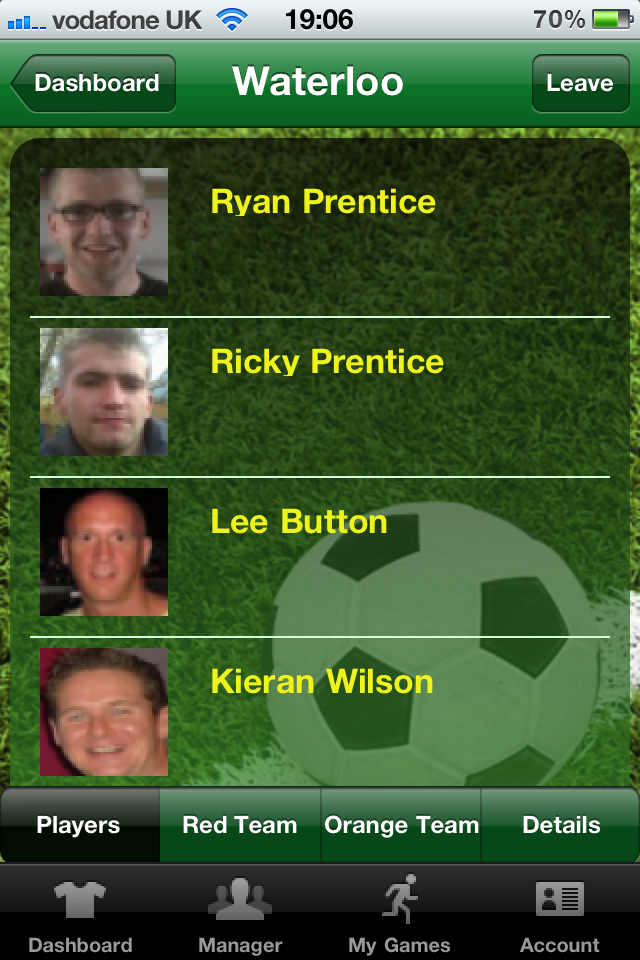 vodafone UK 19:06 70%
Dashboard Waterloo Leave
Ryan Prentice
Ricky Prentice
Lee Button
Kieran Wilson
Players Red Team Orange Team Details
Dashboard Manager My Games Account